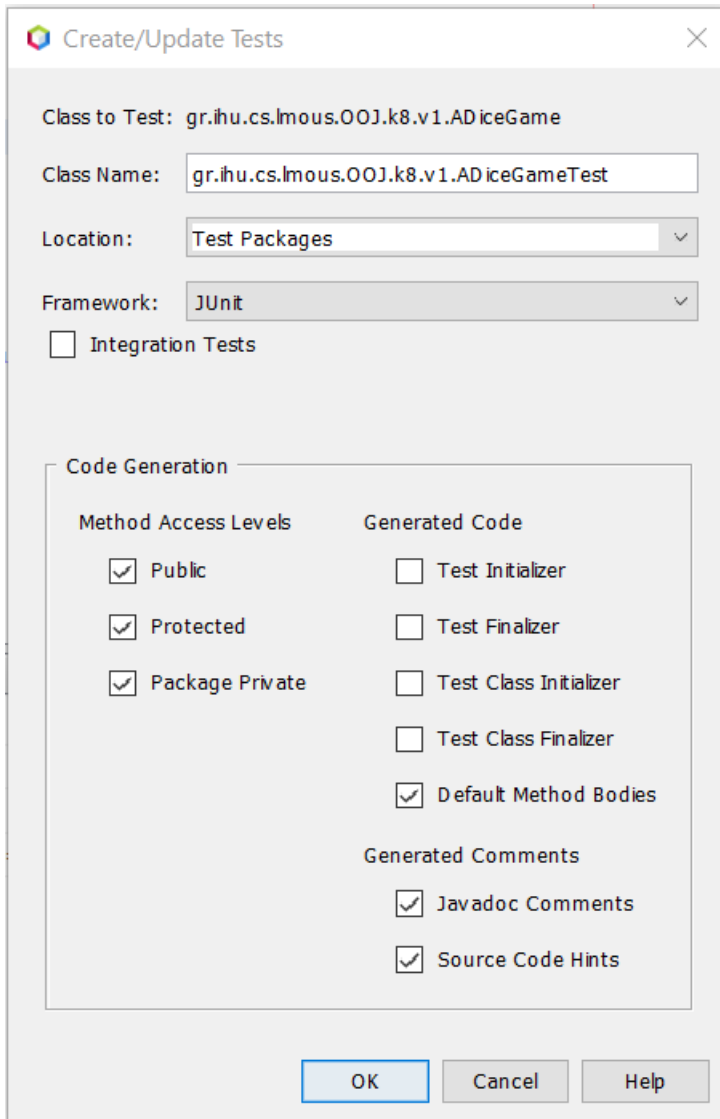 Create/Update Tests
Class to Test: gr.ihu.cs.lmous.OOJ.k8.v1.ADiceGame
Class Name: gr.ihu.cs.lmous.OOJ.k8.v1.ADiceGameTest
Location: Test Packages
Framework: JUnit
Integration Tests
Code Generation
Method Access Levels
Public
Protected
Package Private
Generated Code
Test Initializer
Test Finalizer
Test Class Initializer
Test Class Finalizer
Default Method Bodies
Generated Comments
Javadoc Comments
Source Code Hints
OK Cancel Help